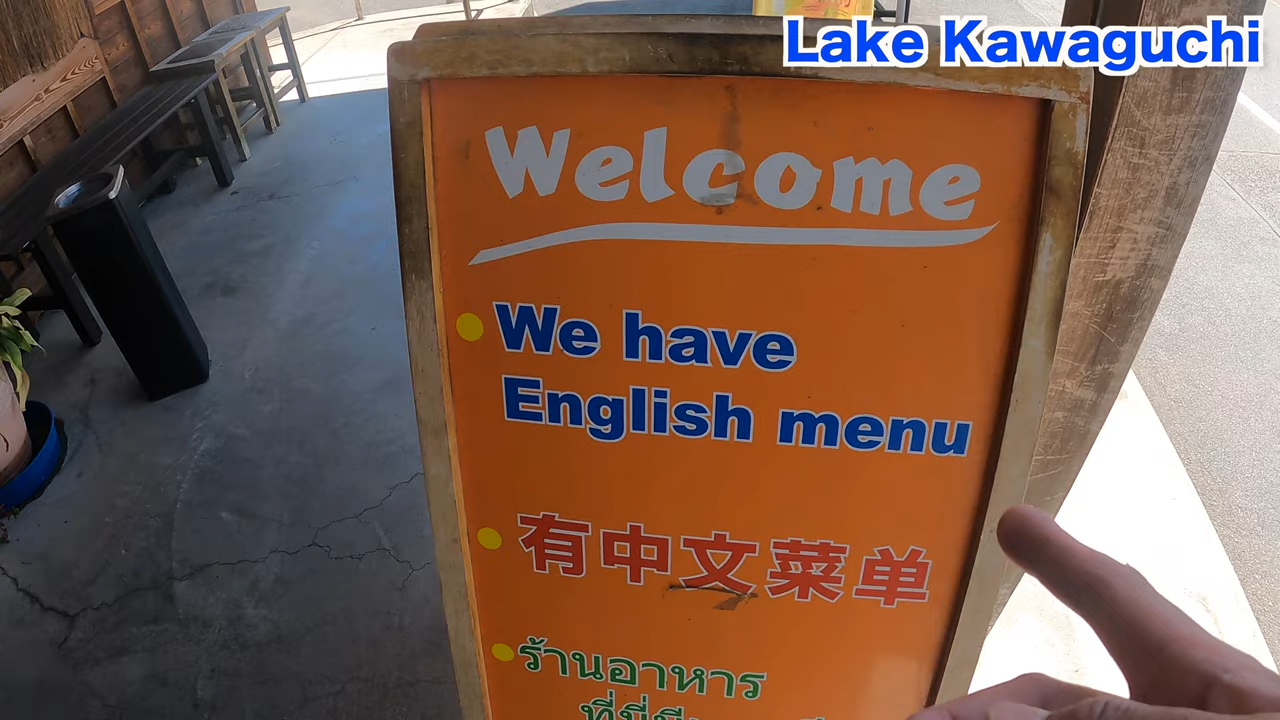 Lake Kawaguchi
Welcome
We have
English menu
有中文菜单
ร้านอาหาร